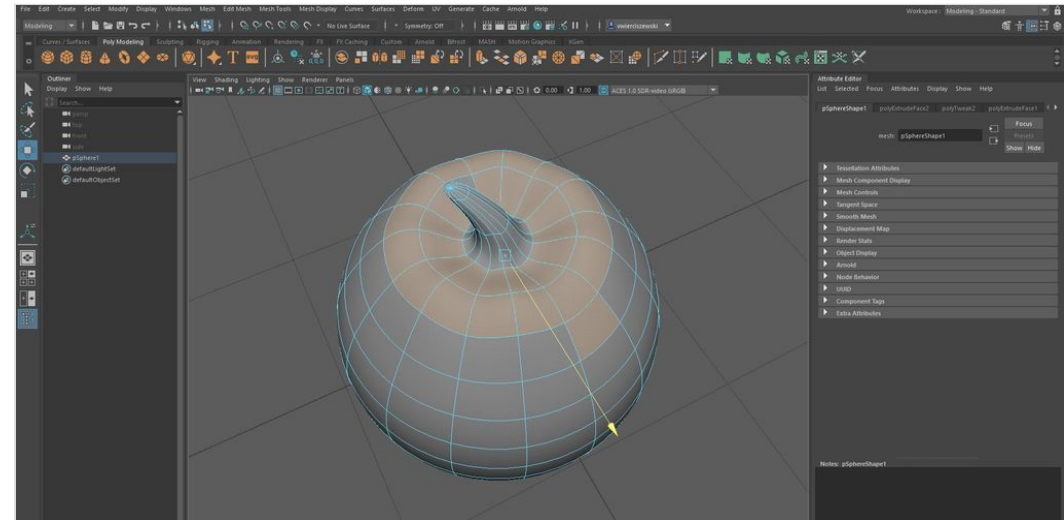 File Edit Create Select Modify Display Windows Mesh Edit Mesh Mesh Tools Mesh Display Curves Surfaces Deform UV Generate Cache Arnold Help
Workspace: Modeling - Standard
Modeling
No Live Surface
Symmetry: Off
Curves / Surfaces Poly Modeling Sculpting Rigging Animation Rendering FX FX Caching Custom Arnold Bifrost MASH Motion Graphics XGen
Outliner
Display Show Help
Search...
persp
top
front
side
pSphere1
defaultLightSet
defaultObjectSet
View Shading Lighting Show Renderer Panels
0.00 1.00 ACES 1.0 SDR-video (sRGB)
Attribute Editor
List Selected Focus Attributes Display Show Help
pSphereShape1 polyExtrudeFace2 polyTweak2 polyExtrudeFace1
mesh: pSphereShape1
Focus
Presets
Show Hide
Tessellation Attributes
Mesh Component Display
Mesh Controls
Tangent Space
Smooth Mesh
Displacement Map
Render Stats
Object Display
Arnold
Node Behavior
UUID
Component Tags
Extra Attributes
Notes: pSphereShape1